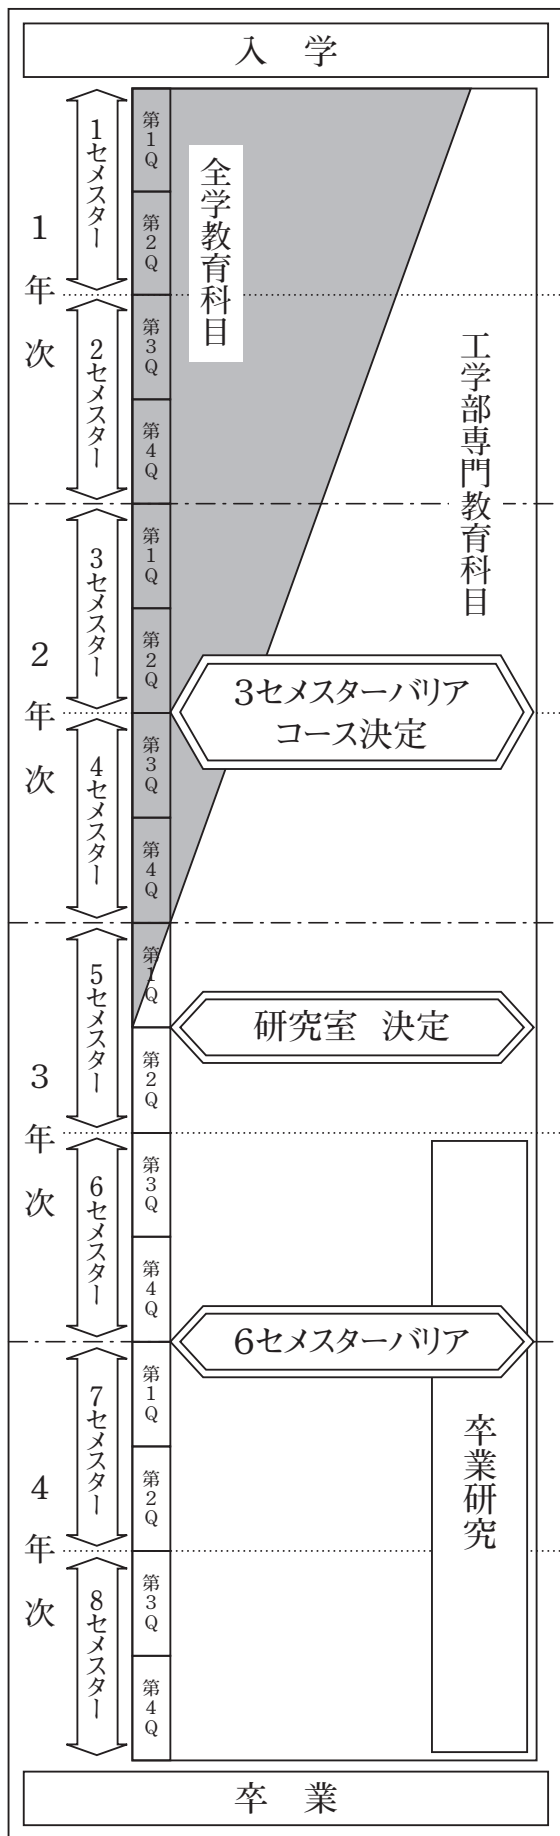 入 学
1年次
1セメスター
第1Q
第2Q
全学教育科目
2セメスター
第3Q
第4Q
工学部専門教育科目
2年次
3セメスター
第1Q
第2Q
3セメスターバリア
コース決定
4セメスター
第3Q
第4Q
3年次
5セメスター
第1Q
研究室 決定
第2Q
6セメスター
第3Q
第4Q
6セメスターバリア
4年次
7セメスター
第1Q
第2Q
卒業研究
8セメスター
第3Q
第4Q
卒 業